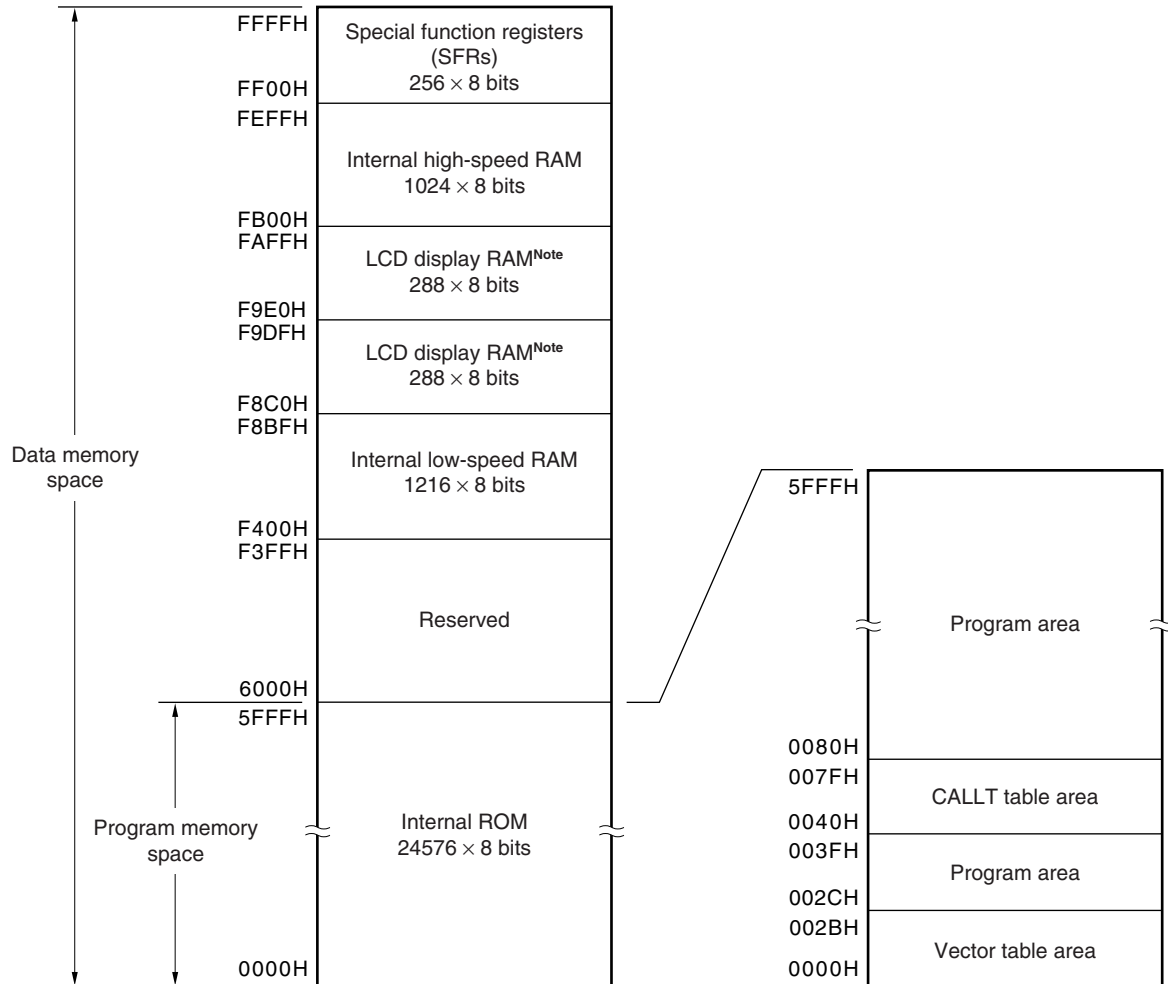 FFFFH
Special function registers
(SFRs)
256 × 8 bits
FF00H
FEFFH
Internal high-speed RAM
1024 × 8 bits
FB00H
FAFFH
LCD display RAMNote
288 × 8 bits
F9E0H
F9DFH
LCD display RAMNote
288 × 8 bits
F8C0H
F8BFH
Data memory
space
Internal low-speed RAM
1216 × 8 bits
F400H
F3FFH
Reserved
6000H
5FFFH
Program memory
space
Internal ROM
24576 × 8 bits
0000H
5FFFH
Program area
0080H
007FH
CALLT table area
0040H
003FH
Program area
002CH
002BH
Vector table area
0000H